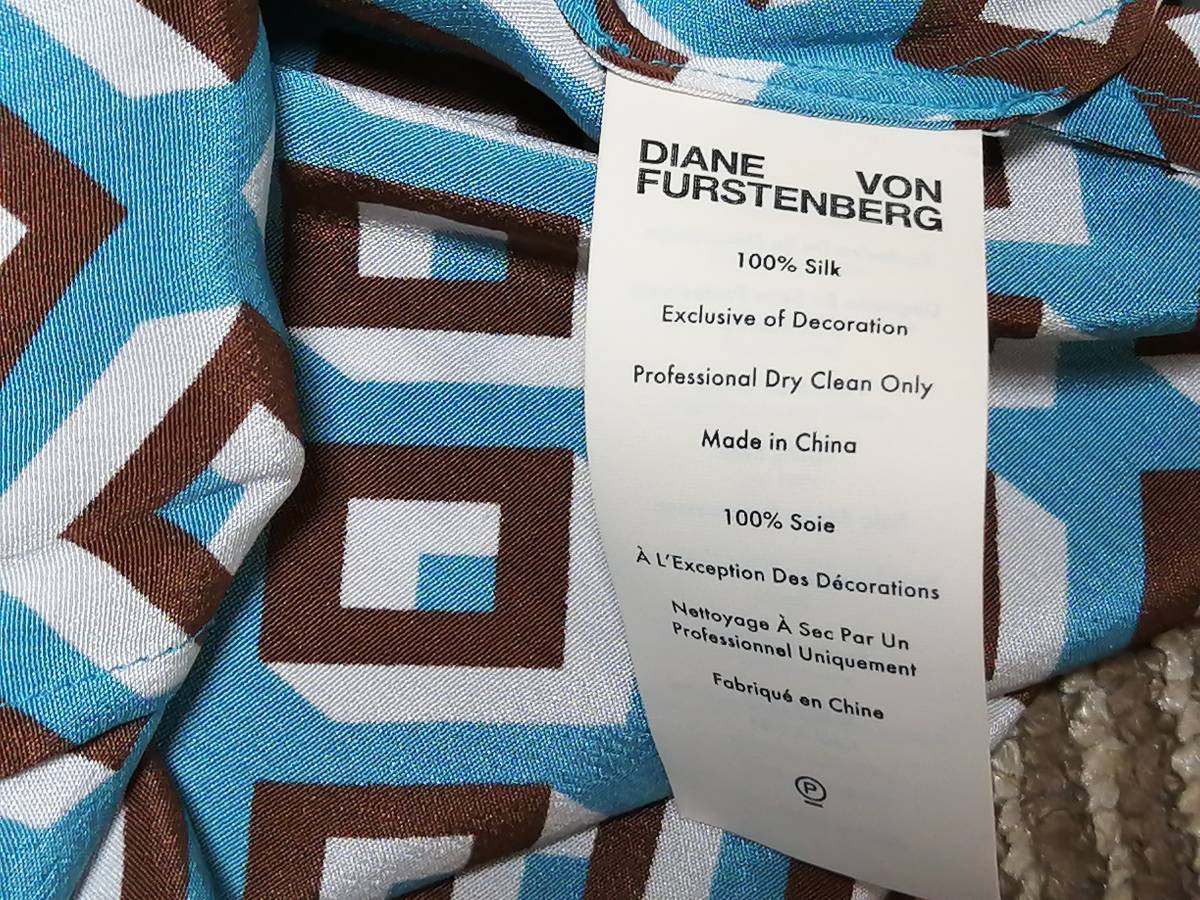 DIANE VON
FURSTENBERG
100% Silk
Exclusive of Decoration
Professional Dry Clean Only
Made in China
100% Soie
À L'Exception Des Décorations
Nettoyage À Sec Par Un
Professionnel Uniquement
Fabriqué en Chine
P